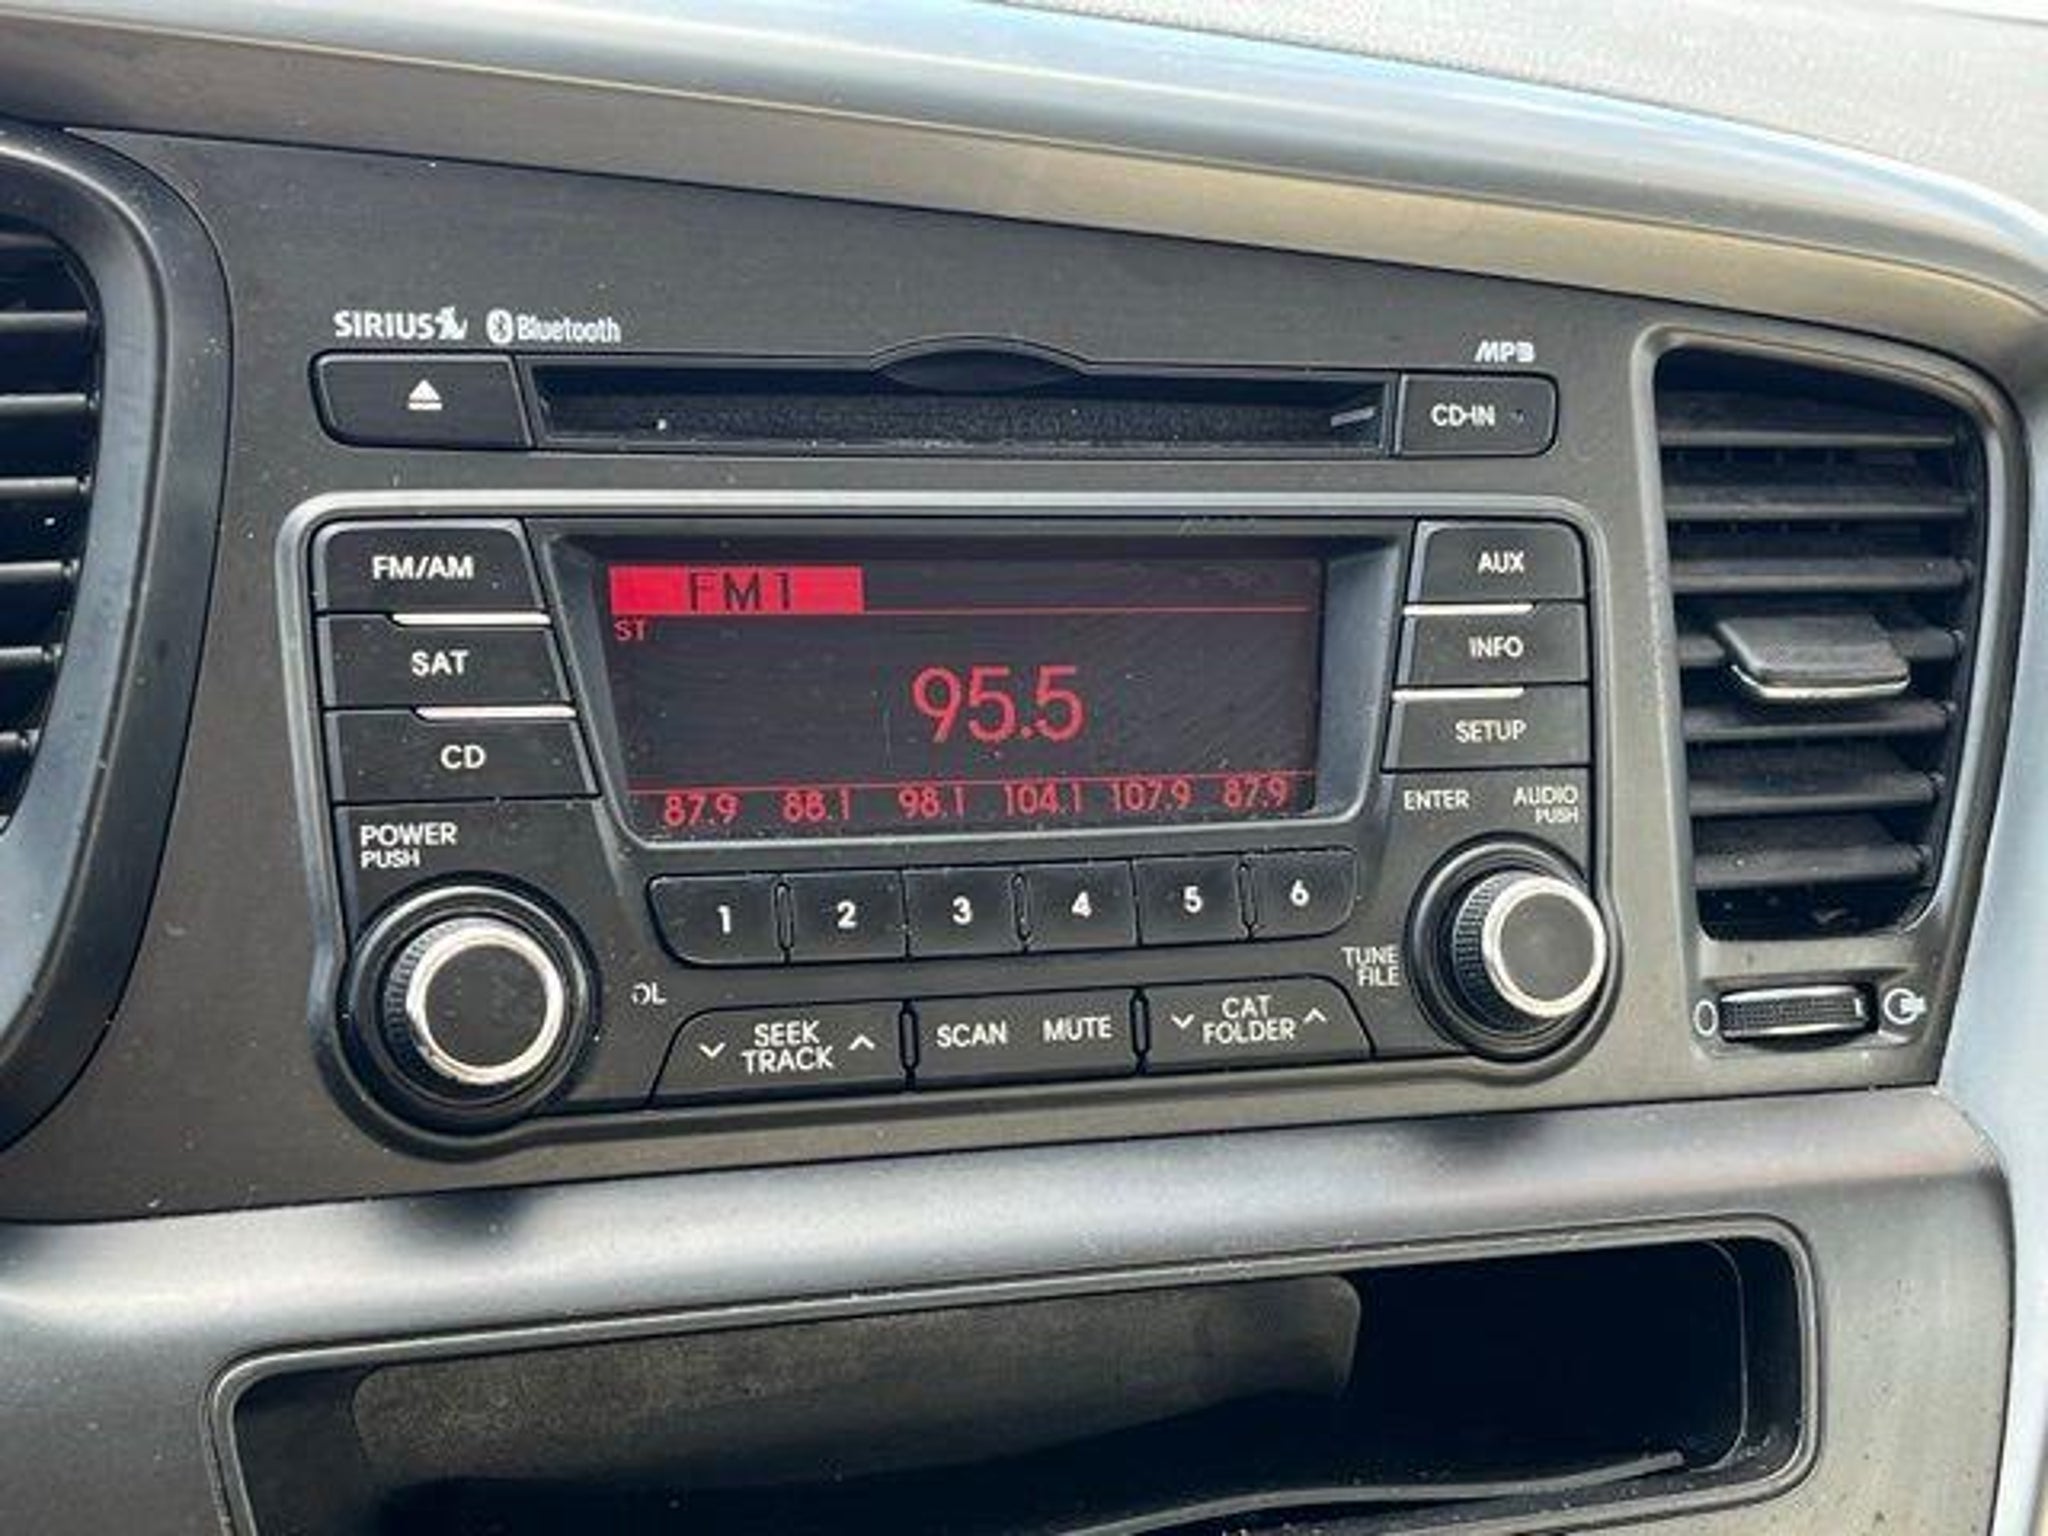 SIRIUS Bluetooth
MP3
CD-IN
FM/AM
SAT
CD
FM1
ST
95.5
87.9 88.1 98.1 104.1 107.9 87.9
AUX
INFO
SETUP
ENTER
AUDIO
PUSH
POWER
PUSH
1 2 3 4 5 6
OL
TUNE
FILE
SEEK
TRACK
SCAN MUTE
CAT
FOLDER